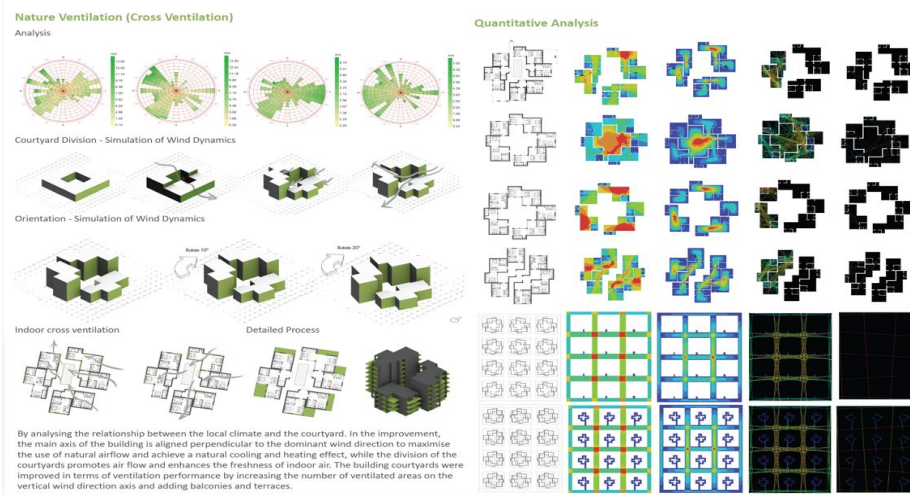 Nature Ventilation (Cross Ventilation)
Analysis
Courtyard Division - Simulation of Wind Dynamics
Orientation - Simulation of Wind Dynamics
Rotate 10°
Rotate 20°
Indoor cross ventilation
Detailed Process
By analysing the relationship between the local climate and the courtyard. In the improvement,
the main axis of the building is aligned perpendicular to the dominant wind direction to maximise
the use of natural airflow and achieve a natural cooling and heating effect, while the division of the
courtyards promotes air flow and enhances the freshness of indoor air. The building courtyards were
improved in terms of ventilation performance by increasing the number of ventilated areas on the
vertical wind direction axis and adding balconies and terraces.
Quantitative Analysis